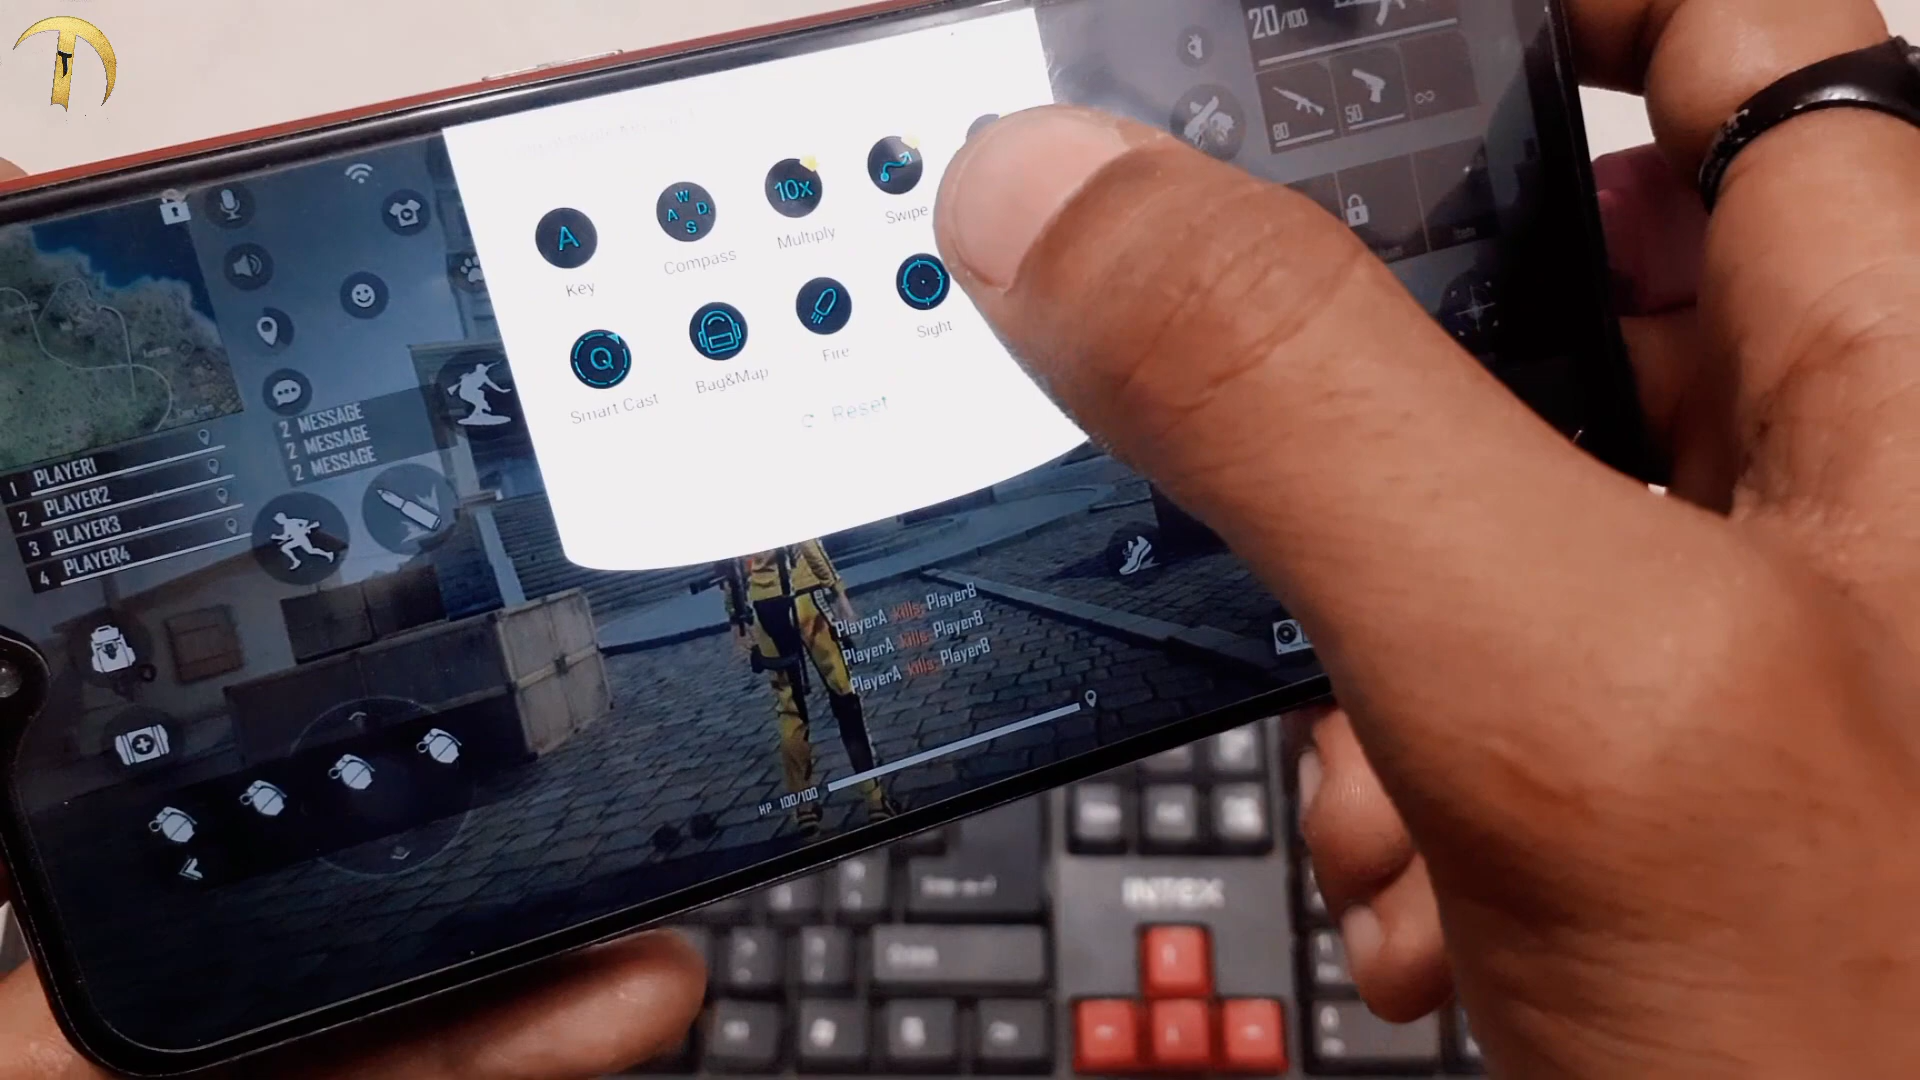 20/100
80
50
∞
A
Key
W
A D
S
Compass
10x
Multiply
Swipe
Q
Smart Cast
Bag&Map
Fire
Sight
Reset
2 MESSAGE
2 MESSAGE
2 MESSAGE
1 PLAYER1
2 PLAYER2
3 PLAYER3
4 PLAYER4
PlayerA kills PlayerB
PlayerA kills PlayerB
PlayerA kills PlayerB
HP 100/100
INTEX